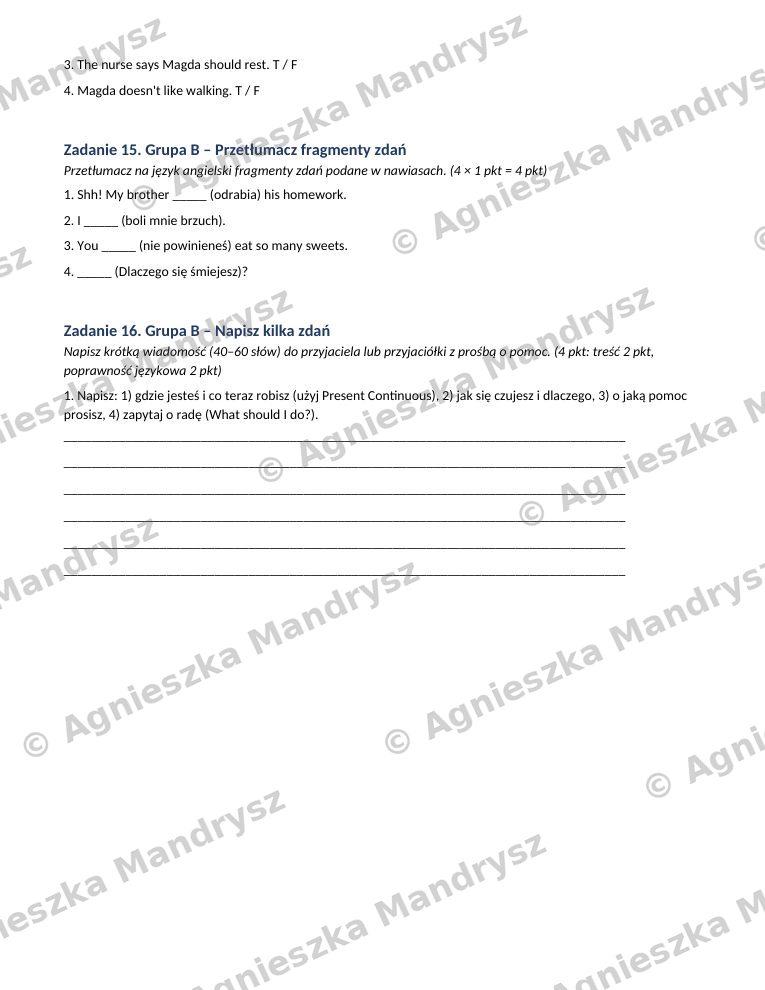 3. The nurse says Magda should rest. T / F
4. Magda doesn't like walking. T / F
Zadanie 15. Grupa B – Przetłumacz fragmenty zdań
Przetłumacz na język angielski fragmenty zdań podane w nawiasach. (4 × 1 pkt = 4 pkt)
1. Shh! My brother _____ (odrabia) his homework.
2. I _____ (boli mnie brzuch).
3. You _____ (nie powinieneś) eat so many sweets.
4. _____ (Dlaczego się śmiejesz)?
Zadanie 16. Grupa B – Napisz kilka zdań
Napisz krótką wiadomość (40–60 słów) do przyjaciela lub przyjaciółki z prośbą o pomoc. (4 pkt: treść 2 pkt,
poprawność językowa 2 pkt)
1. Napisz: 1) gdzie jesteś i co teraz robisz (użyj Present Continuous), 2) jak się czujesz i dlaczego, 3) o jaką pomoc
prosisz, 4) zapytaj o radę (What should I do?).
© Agnieszka Mandrysz